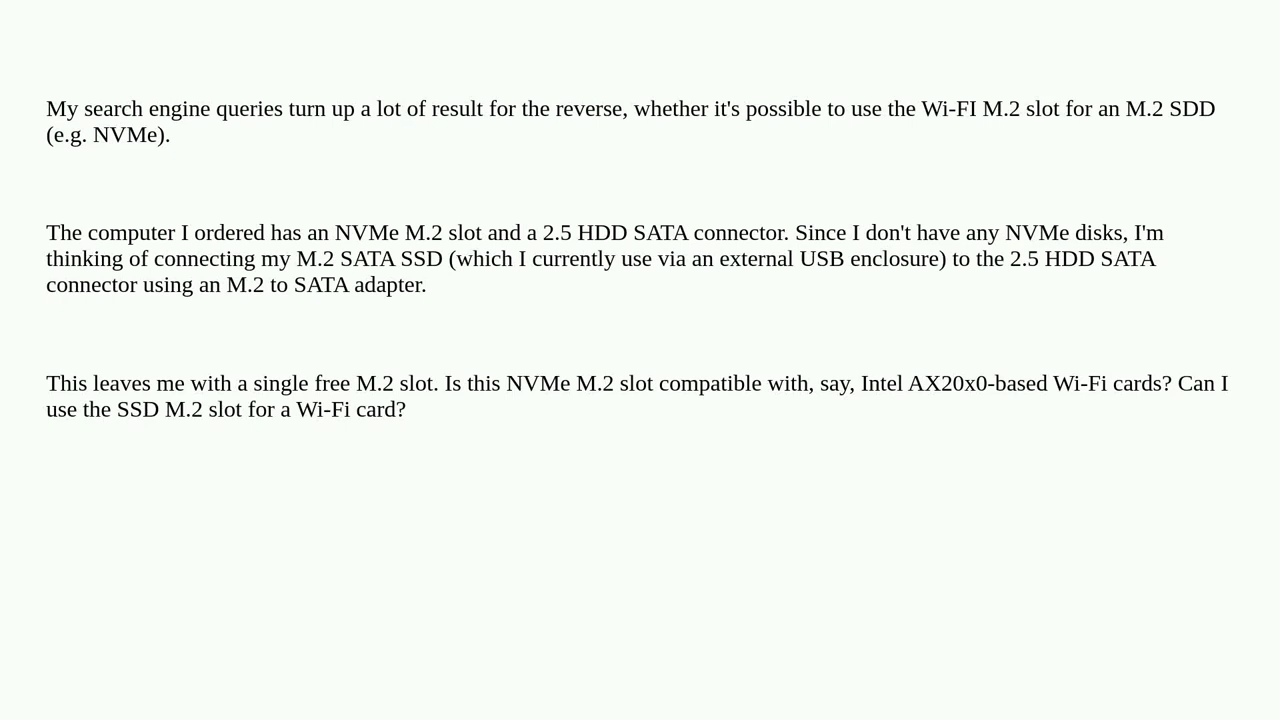 My search engine queries turn up a lot of result for the reverse, whether it's possible to use the Wi-FI M.2 slot for an M.2 SDD
(e.g. NVMe).
The computer I ordered has an NVMe M.2 slot and a 2.5 HDD SATA connector. Since I don't have any NVMe disks, I'm
thinking of connecting my M.2 SATA SSD (which I currently use via an external USB enclosure) to the 2.5 HDD SATA
connector using an M.2 to SATA adapter.
This leaves me with a single free M.2 slot. Is this NVMe M.2 slot compatible with, say, Intel AX20x0-based Wi-Fi cards? Can I
use the SSD M.2 slot for a Wi-Fi card?